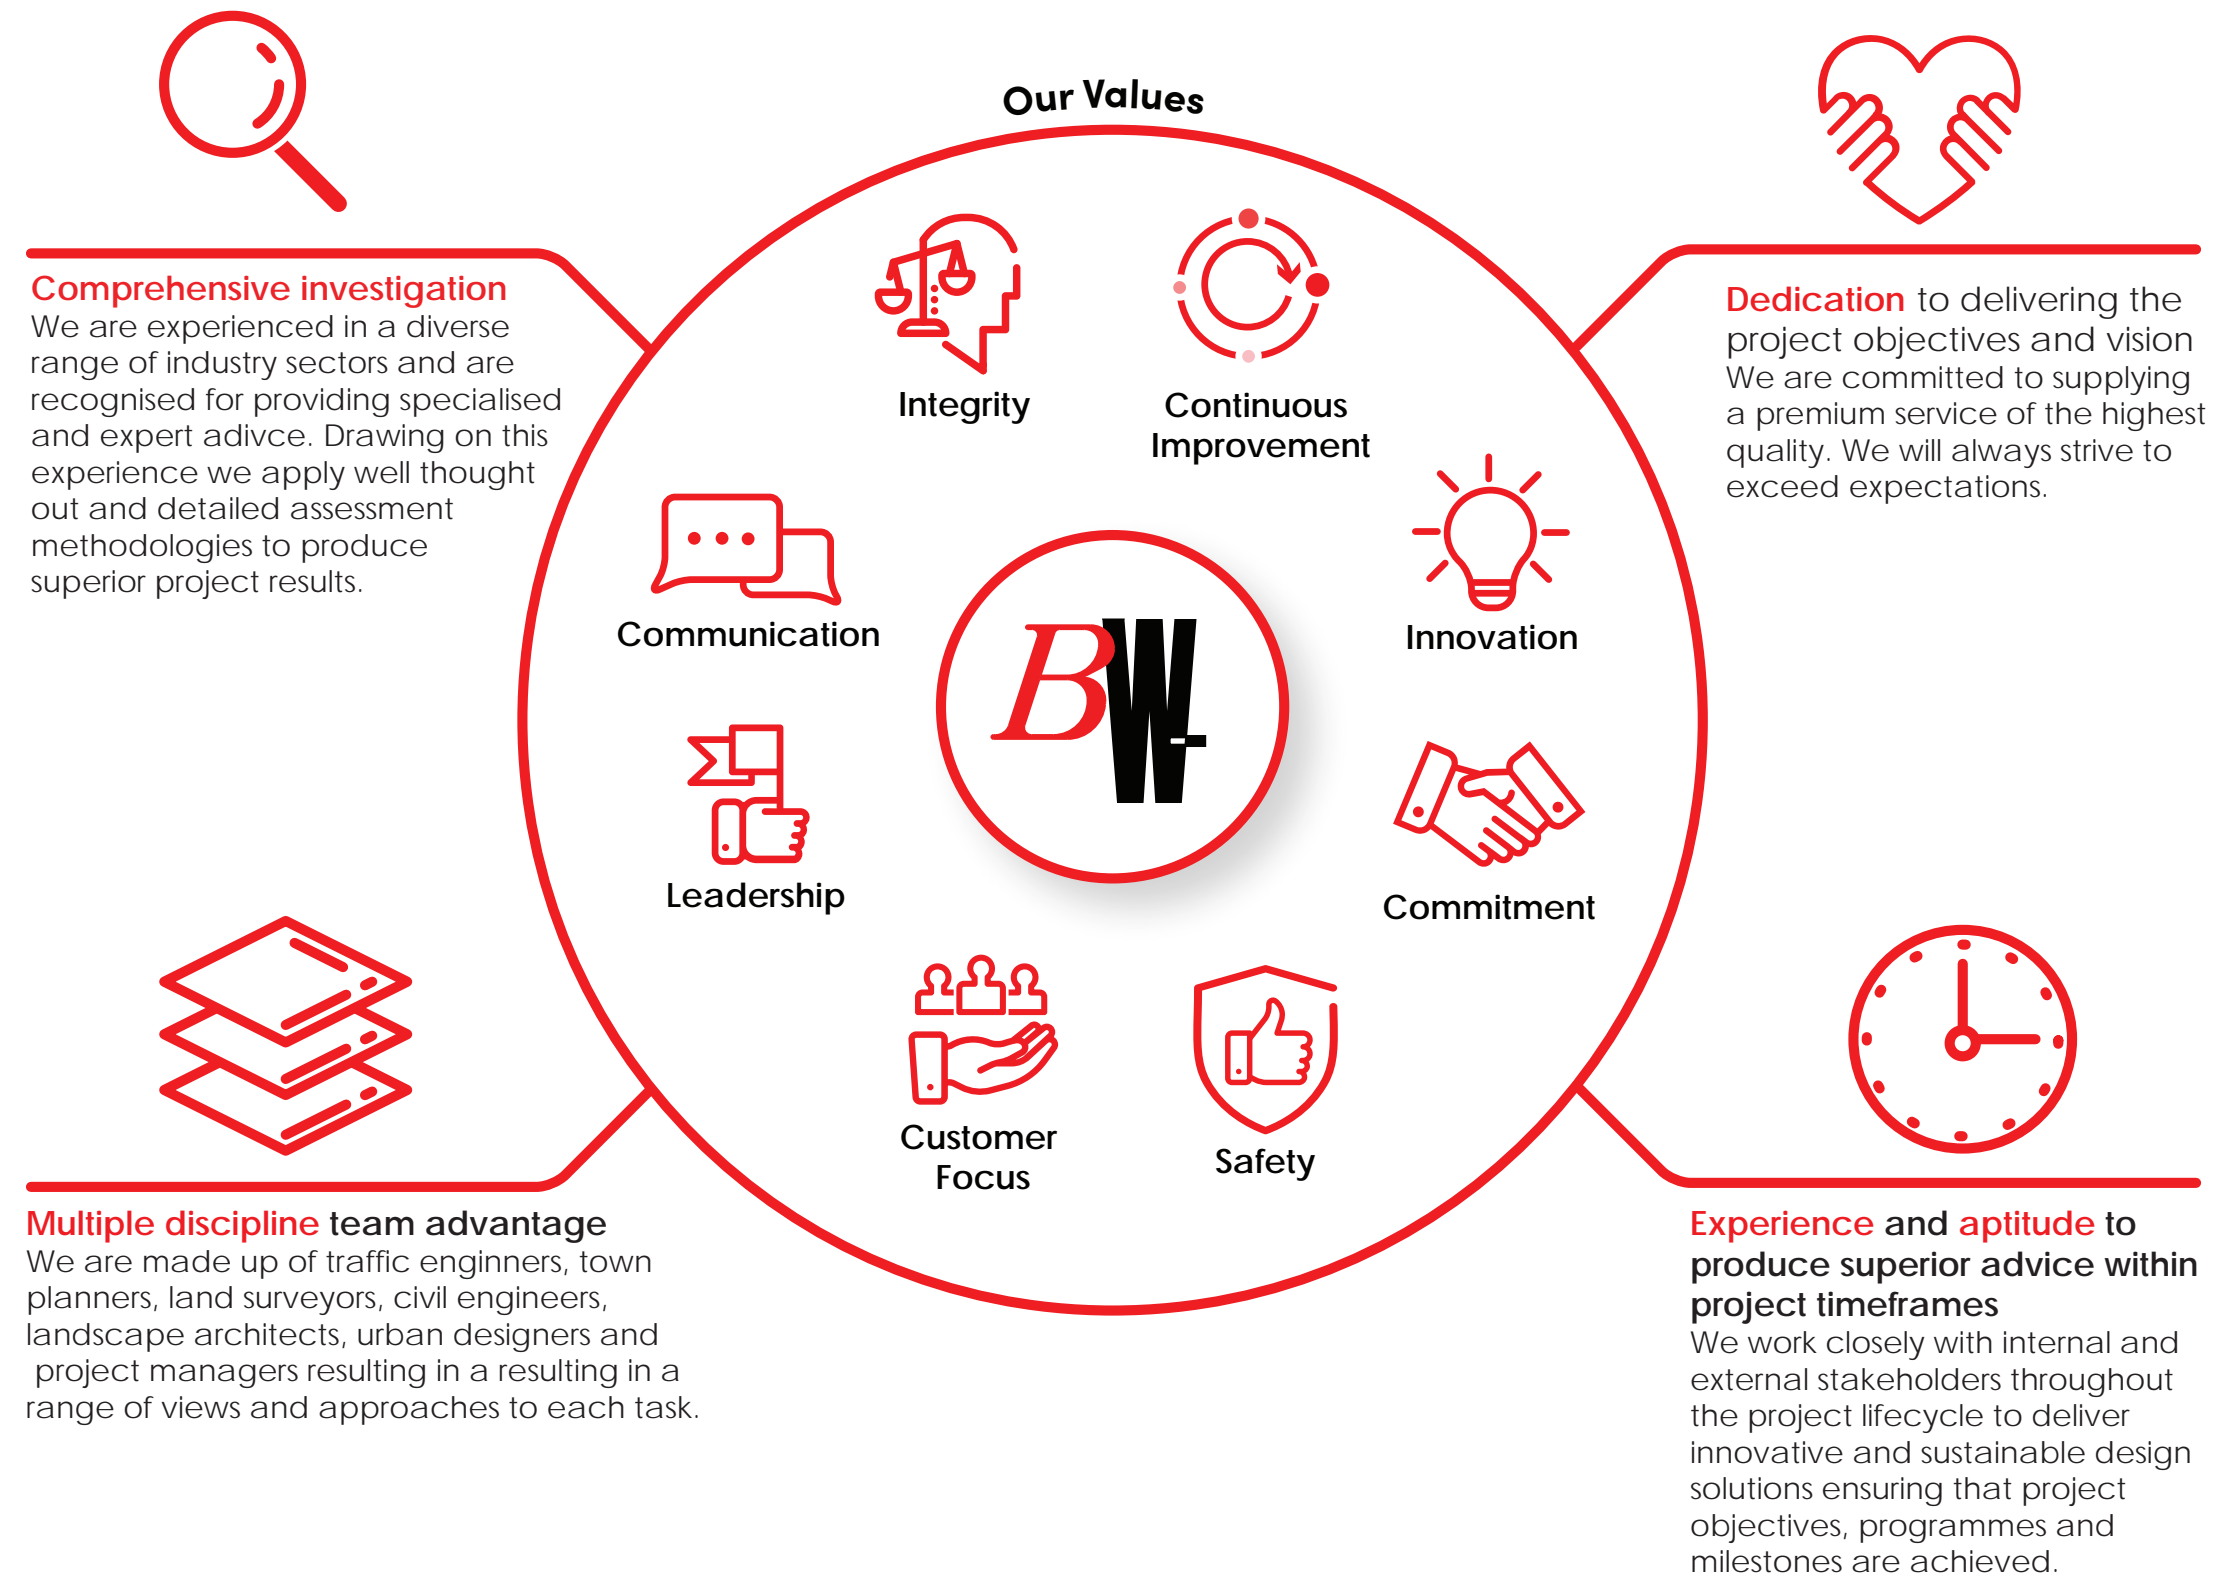 Our Values
Comprehensive investigation
We are experienced in a diverse
range of industry sectors and are
recognised for providing specialised
and expert adivce. Drawing on this
experience we apply well thought
out and detailed assessment
methodologies to produce
superior project results.
Dedication to delivering the
project objectives and vision
We are committed to supplying
a premium service of the highest
quality. We will always strive to
exceed expectations.
Integrity
Continuous
Improvement
Communication
Innovation
BW
Leadership
Commitment
Customer
Focus
Safety
Multiple discipline team advantage
We are made up of traffic enginners, town
planners, land surveyors, civil engineers,
landscape architects, urban designers and
project managers resulting in a resulting in a
range of views and approaches to each task.
Experience and aptitude to
produce superior advice within
project timeframes
We work closely with internal and
external stakeholders throughout
the project lifecycle to deliver
innovative and sustainable design
solutions ensuring that project
objectives, programmes and
milestones are achieved.